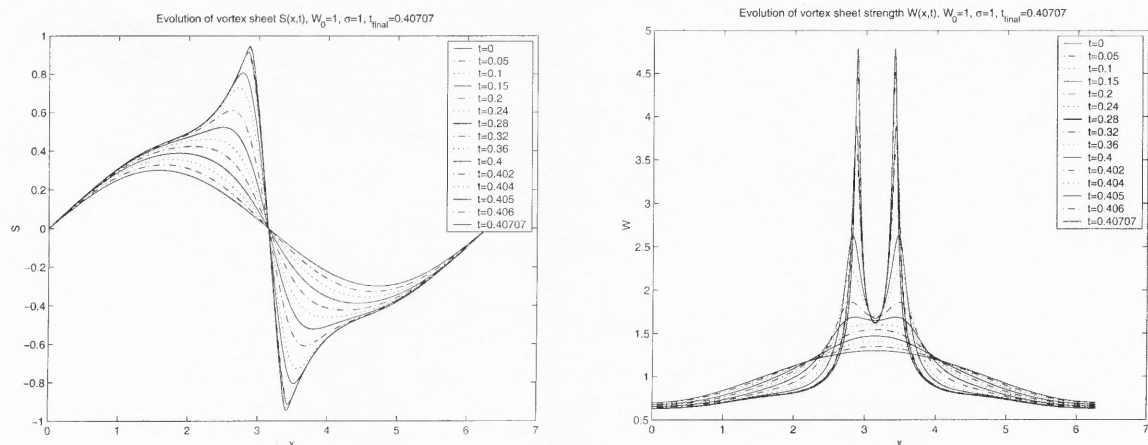 Evolution of vortex sheet S(x,t), W0=1, σ=1, tfinal=0.40707
1
0.8
0.6
0.4
0.2
0
-0.2
-0.4
-0.6
-0.8
-1
S
0
1
2
3
4
5
6
7
x
t=0
t=0.05
t=0.1
t=0.15
t=0.2
t=0.24
t=0.28
t=0.32
t=0.36
t=0.4
t=0.402
t=0.404
t=0.405
t=0.406
t=0.40707
Evolution of vortex sheet strength W(x,t), W0=1, σ=1, tfinal=0.40707
5
4.5
4
3.5
3
2.5
2
1.5
1
0.5
W
0
1
2
3
4
5
6
7
x
t=0
t=0.05
t=0.1
t=0.15
t=0.2
t=0.24
t=0.28
t=0.32
t=0.36
t=0.4
t=0.402
t=0.404
t=0.405
t=0.406
t=0.40707